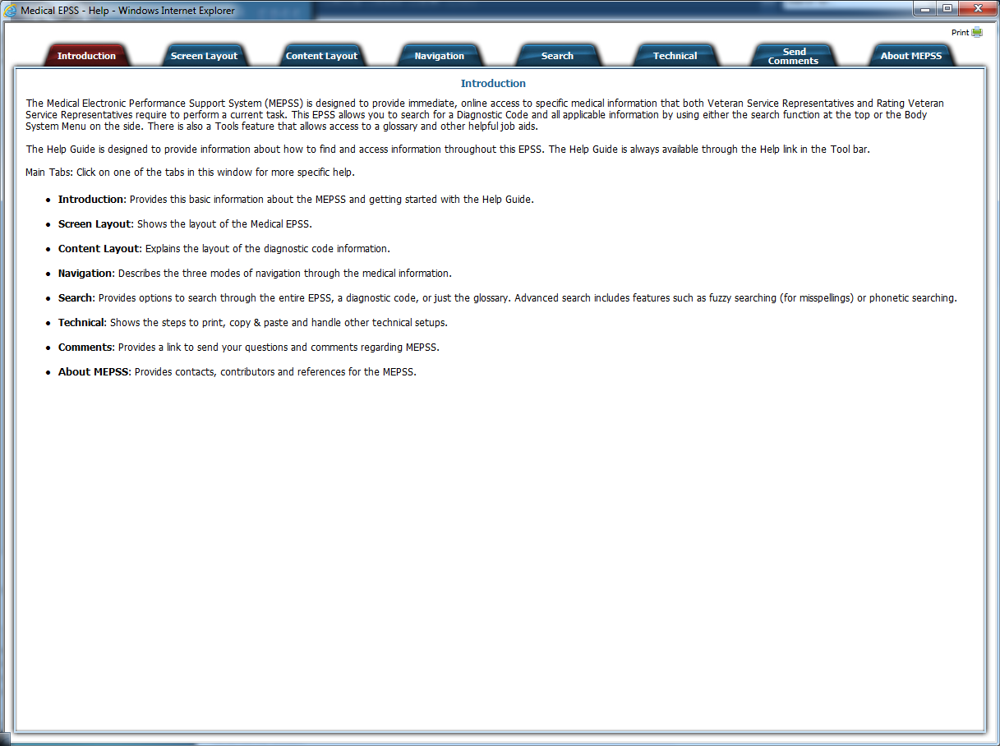 Medical EPSS - Help - Windows Internet Explorer
Print
Introduction
Screen Layout
Content Layout
Navigation
Search
Technical
Send
Comments
About MEPSS
Introduction
The Medical Electronic Performance Support System (MEPSS) is designed to provide immediate, online access to specific medical information that both Veteran Service Representatives and Rating Veteran
Service Representatives require to perform a current task. This EPSS allows you to search for a Diagnostic Code and all applicable information by using either the search function at the top or the Body
System Menu on the side. There is also a Tools feature that allows access to a glossary and other helpful job aids.
The Help Guide is designed to provide information about how to find and access information throughout this EPSS. The Help Guide is always available through the Help link in the Tool bar.
Main Tabs: Click on one of the tabs in this window for more specific help.
• Introduction: Provides this basic information about the MEPSS and getting started with the Help Guide.
• Screen Layout: Shows the layout of the Medical EPSS.
• Content Layout: Explains the layout of the diagnostic code information.
• Navigation: Describes the three modes of navigation through the medical information.
• Search: Provides options to search through the entire EPSS, a diagnostic code, or just the glossary. Advanced search includes features such as fuzzy searching (for misspellings) or phonetic searching.
• Technical: Shows the steps to print, copy & paste and handle other technical setups.
• Comments: Provides a link to send your questions and comments regarding MEPSS.
• About MEPSS: Provides contacts, contributors and references for the MEPSS.